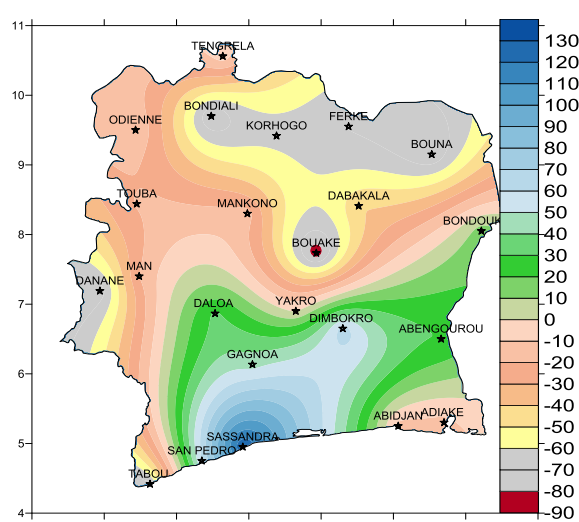 11
TENGRELA
130
120
110
10
BONDIALI
100
FERKE
ODIENNE
KORHOGO
90
80
BOUNA
70
9
60
TOUBA
DABAKALA
50
MANKONO
BONDOUK
40
8
BOUAKE
30
MAN
20
DANANE
10
7
DALOA
YAKRO
0
DIMBOKRO
ABENGOUROU
-10
-20
GAGNOA
6
-30
-40
ABIDJAN
ADIAKE
-50
SASSANDRA
5
SAN PEDRO
-60
TABOU
-70
-80
4
-90